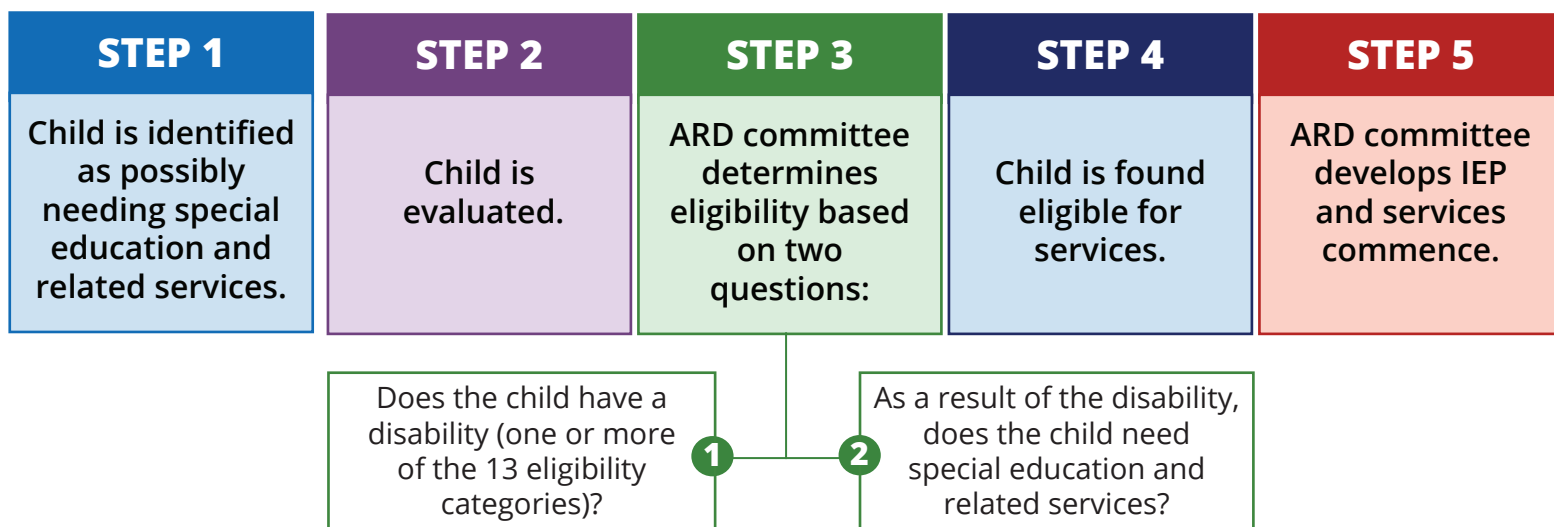 STEP 1
Child is identified
as possibly
needing special
education and
related services.
STEP 2
Child is
evaluated.
STEP 3
ARD committee
determines
eligibility based
on two
questions:
STEP 4
Child is found
eligible for
services.
STEP 5
ARD committee
develops IEP
and services
commence.
Does the child have a
disability (one or more
of the 13 eligibility
categories)?
1
2
As a result of the disability,
does the child need
special education and
related services?